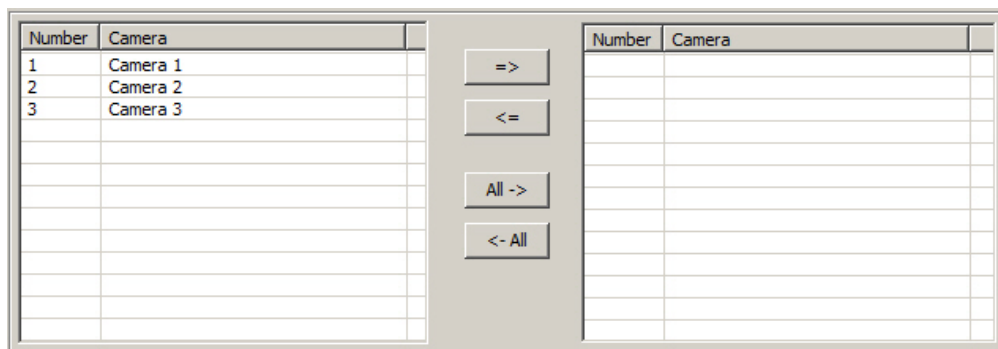 Number Camera
1 Camera 1
2 Camera 2
3 Camera 3
=>
<=
All ->
<- All
Number Camera